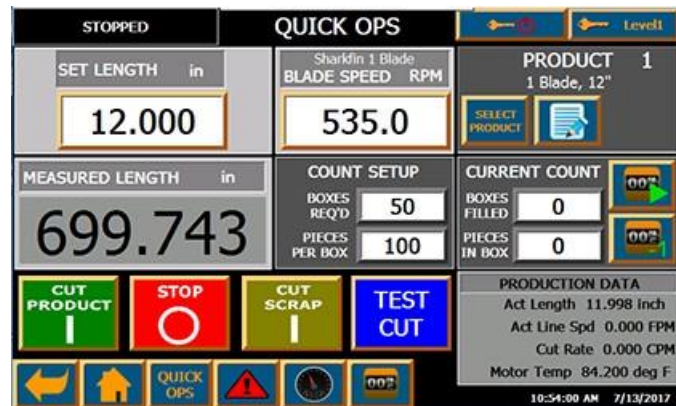 STOPPED
QUICK OPS
Level1
SET LENGTH in
12.000
Sharkfin 1 Blade
BLADE SPEED RPM
535.0
PRODUCT 1
1 Blade, 12"
SELECT
PRODUCT
MEASURED LENGTH in
699.743
COUNT SETUP
BOXES
REQ'D
50
PIECES
PER BOX
100
CURRENT COUNT
BOXES
FILLED
0
PIECES
IN BOX
0
002
002
CUT
PRODUCT
STOP
CUT
SCRAP
TEST
CUT
PRODUCTION DATA
Act Length 11.998 inch
Act Line Spd 0.000 FPM
Cut Rate 0.000 CPM
Motor Temp 84.200 deg F
QUICK
OPS
002
10:54:00 AM 7/13/2017